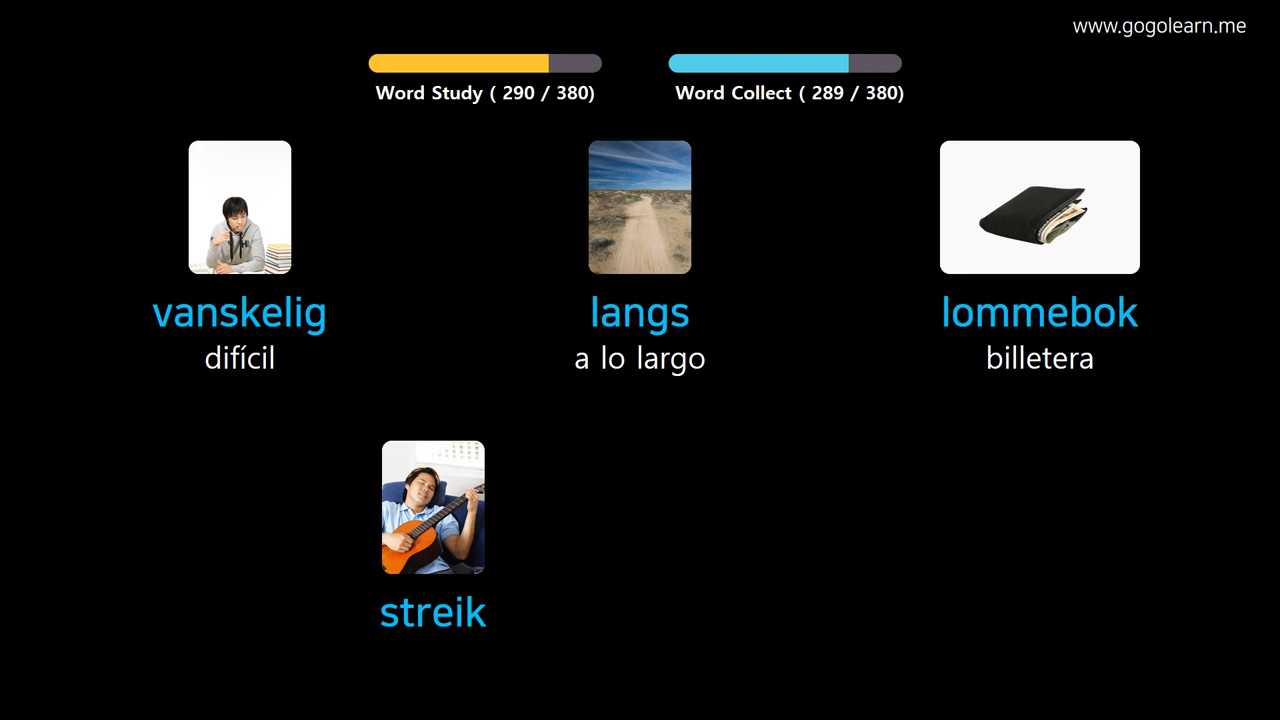 www.gogolearn.me
Word Study ( 290 / 380)
Word Collect ( 289 / 380)
vanskelig
difícil
langs
a lo largo
lommebok
billetera
streik